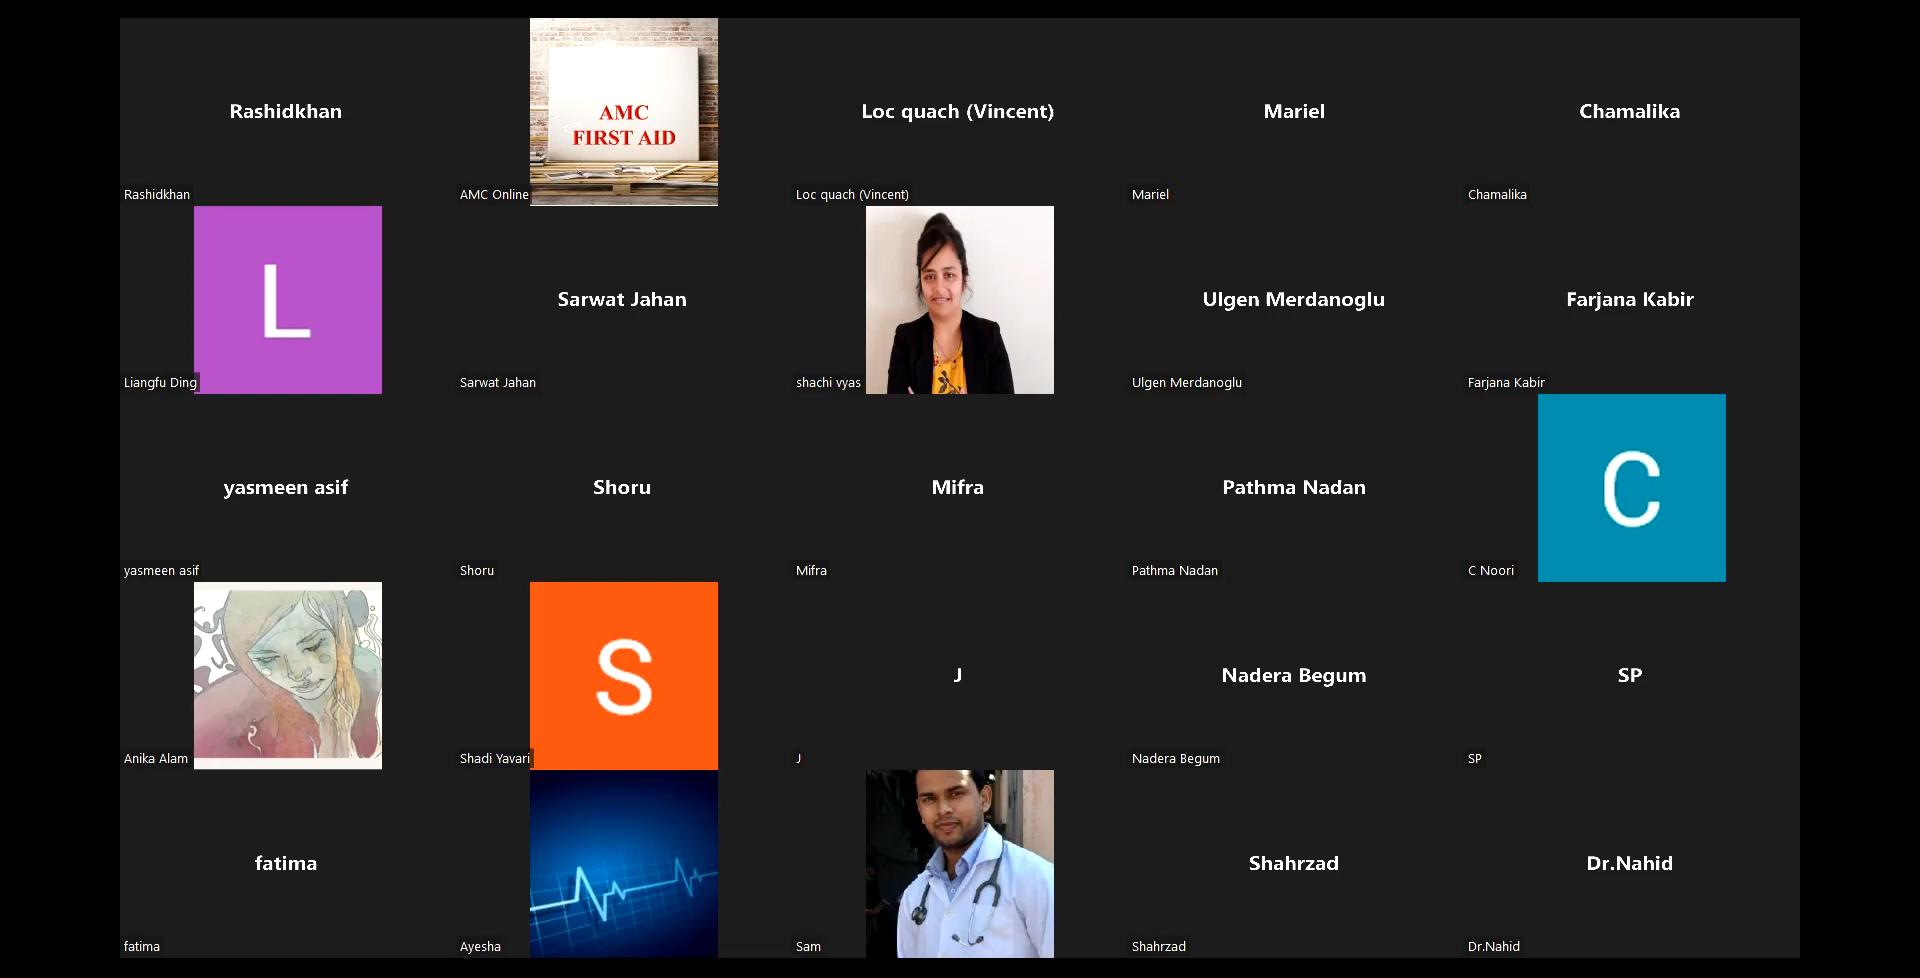 Rashidkhan
AMC
FIRST AID
Loc quach (Vincent)
Mariel
Chamalika
Rashidkhan
AMC Online
Loc quach (Vincent)
Mariel
Chamalika
L
Sarwat Jahan
Ulgen Merdanoglu
Farjana Kabir
Liangfu Ding
Sarwat Jahan
shachi vyas
Ulgen Merdanoglu
Farjana Kabir
yasmeen asif
Shoru
Mifra
Pathma Nadan
C
yasmeen asif
Shoru
Mifra
Pathma Nadan
C Noori
S
J
Nadera Begum
SP
Anika Alam
Shadi Yavari
J
Nadera Begum
SP
fatima
Shahrzad
Dr.Nahid
fatima
Ayesha
Sam
Shahrzad
Dr.Nahid